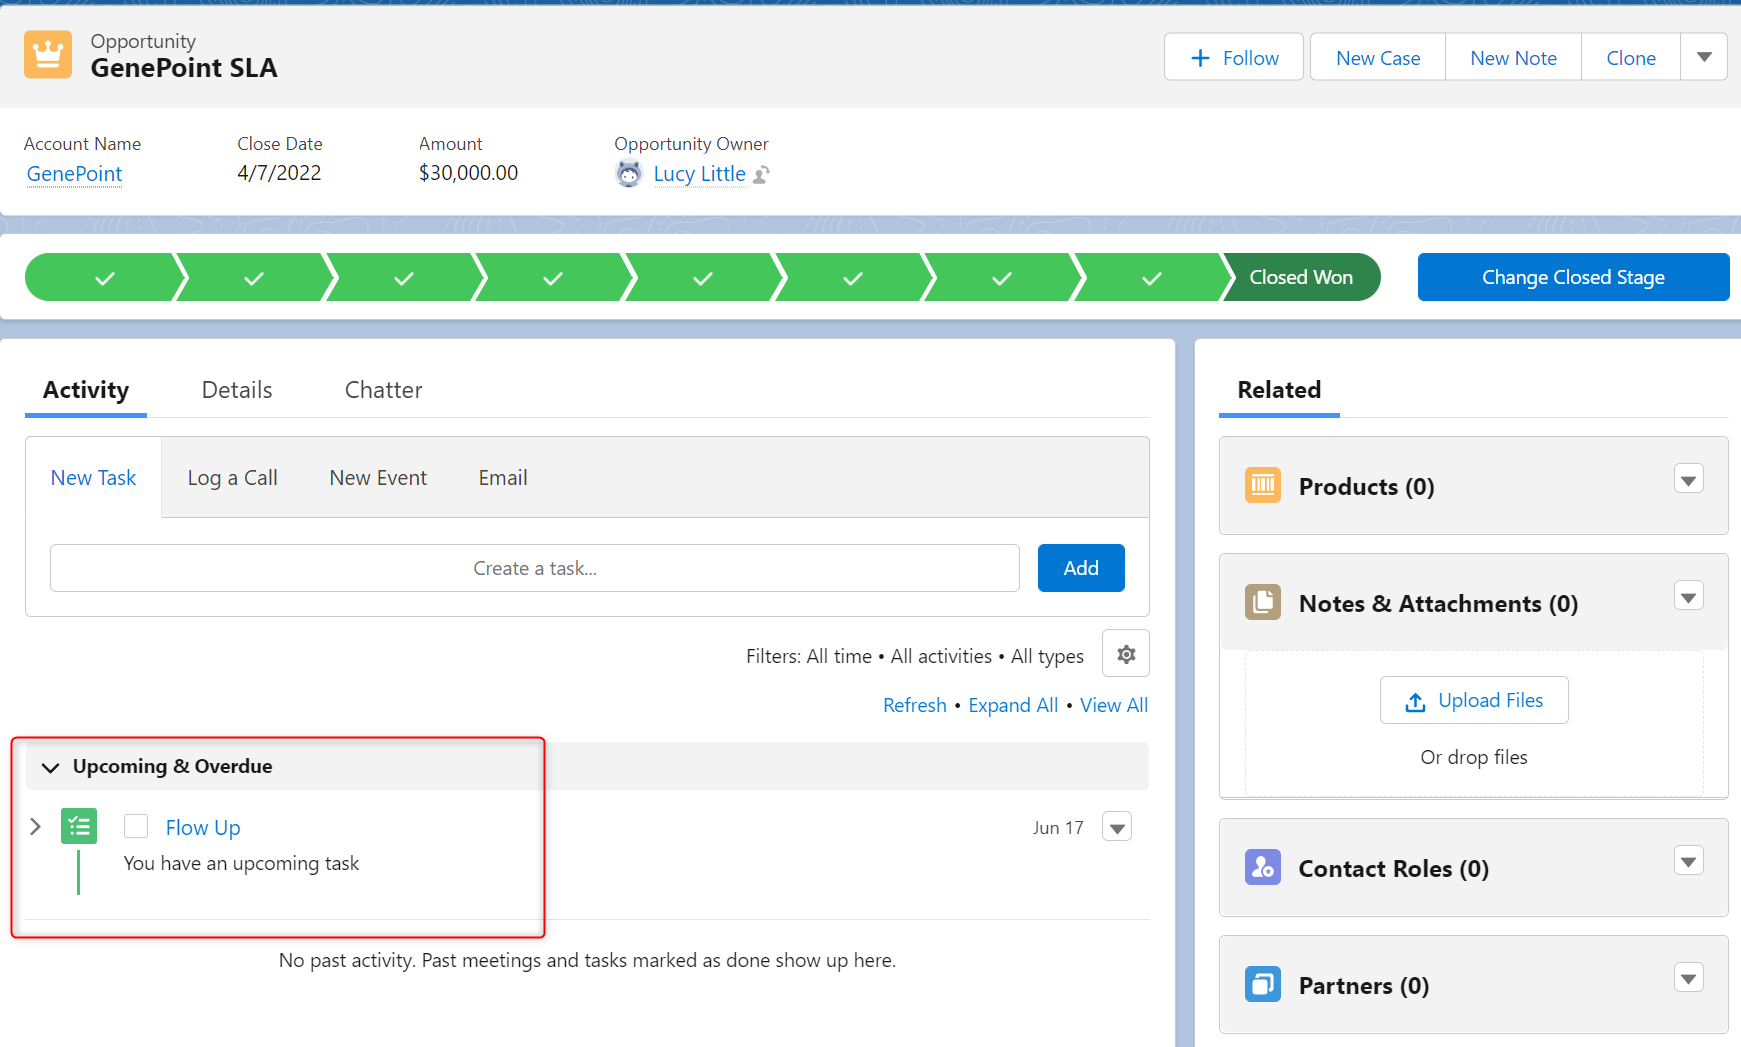 Opportunity
GenePoint SLA
Follow
New Case
New Note
Clone
Account Name
GenePoint
Close Date
4/7/2022
Amount
$30,000.00
Opportunity Owner
Lucy Little
Closed Won
Change Closed Stage
Activity
Details
Chatter
New Task
Log a Call
New Event
Email
Create a task...
Add
Filters: All time • All activities • All types
Refresh • Expand All • View All
Upcoming & Overdue
Flow Up
Jun 17
You have an upcoming task
No past activity. Past meetings and tasks marked as done show up here.
Related
Products (0)
Notes & Attachments (0)
Upload Files
Or drop files
Contact Roles (0)
Partners (0)